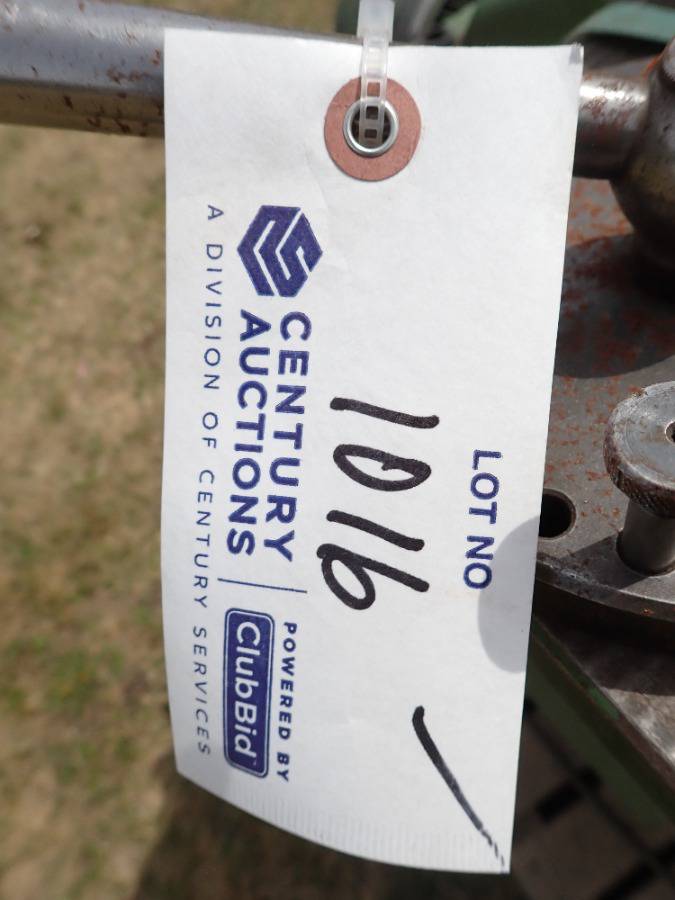 LOT NO
1016
CENTURY
AUCTIONS
POWERED BY
ClubBid
A DIVISION OF CENTURY SERVICES